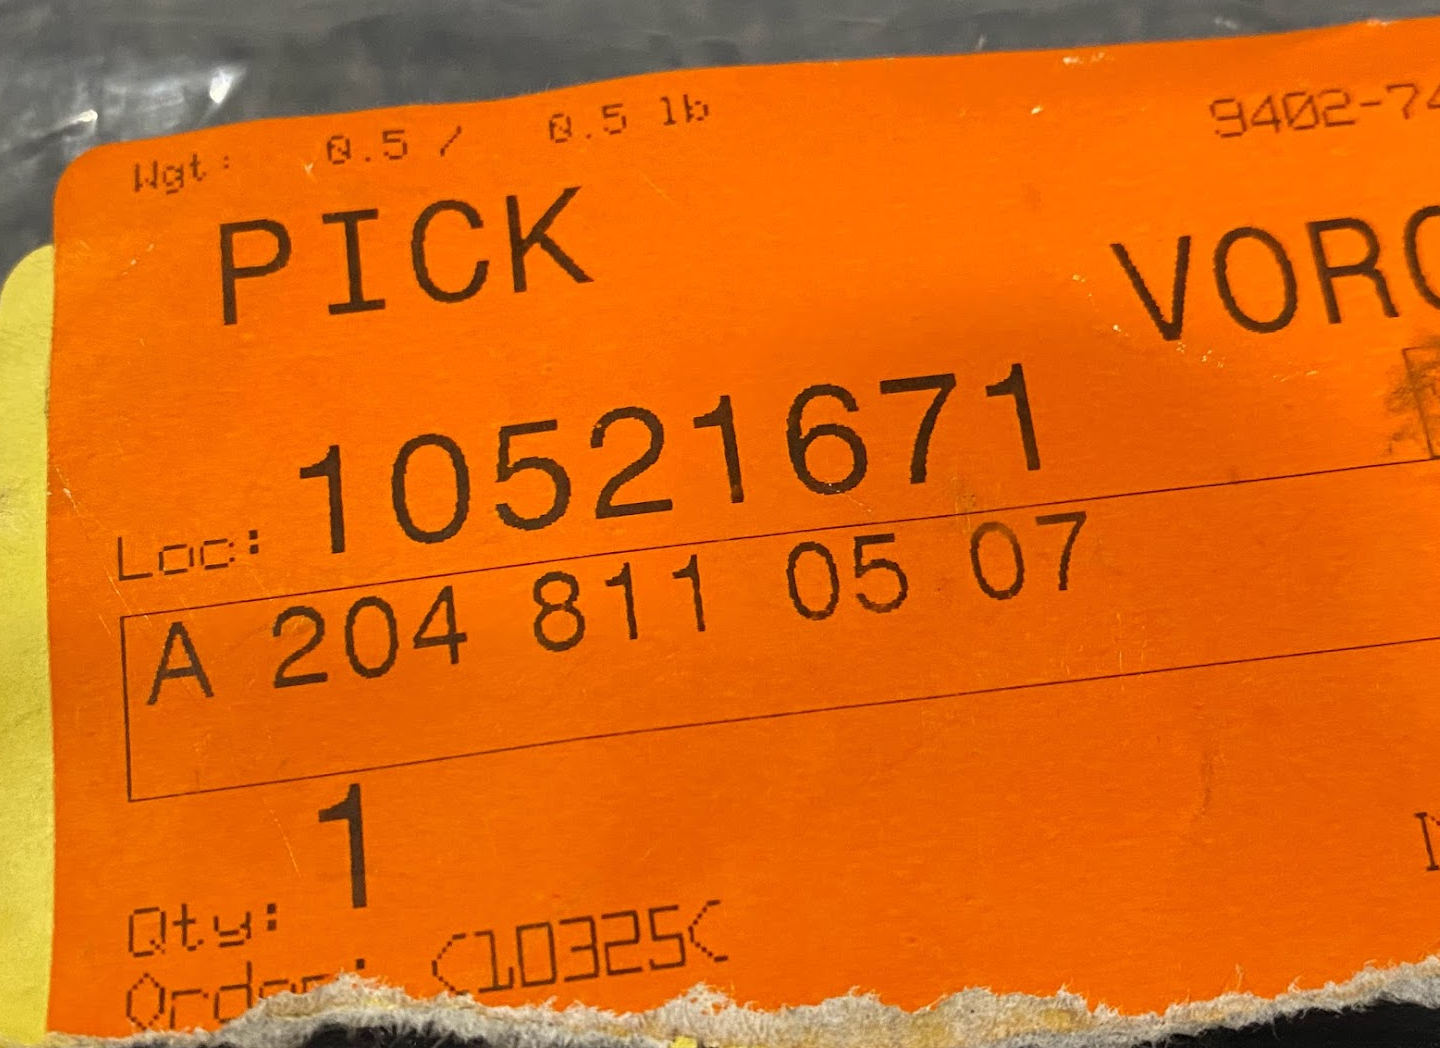 Wgt: 0.5 / 0.5 lb 9402-74
PICK VORC
Loc: 10521671
A 204 811 05 07
Qty: 1
Order: <10325<